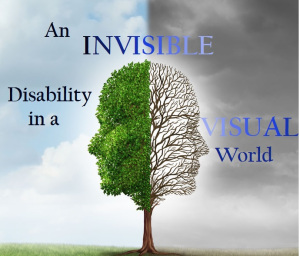 An INVISIBLE
Disability
in a VISUAL
World